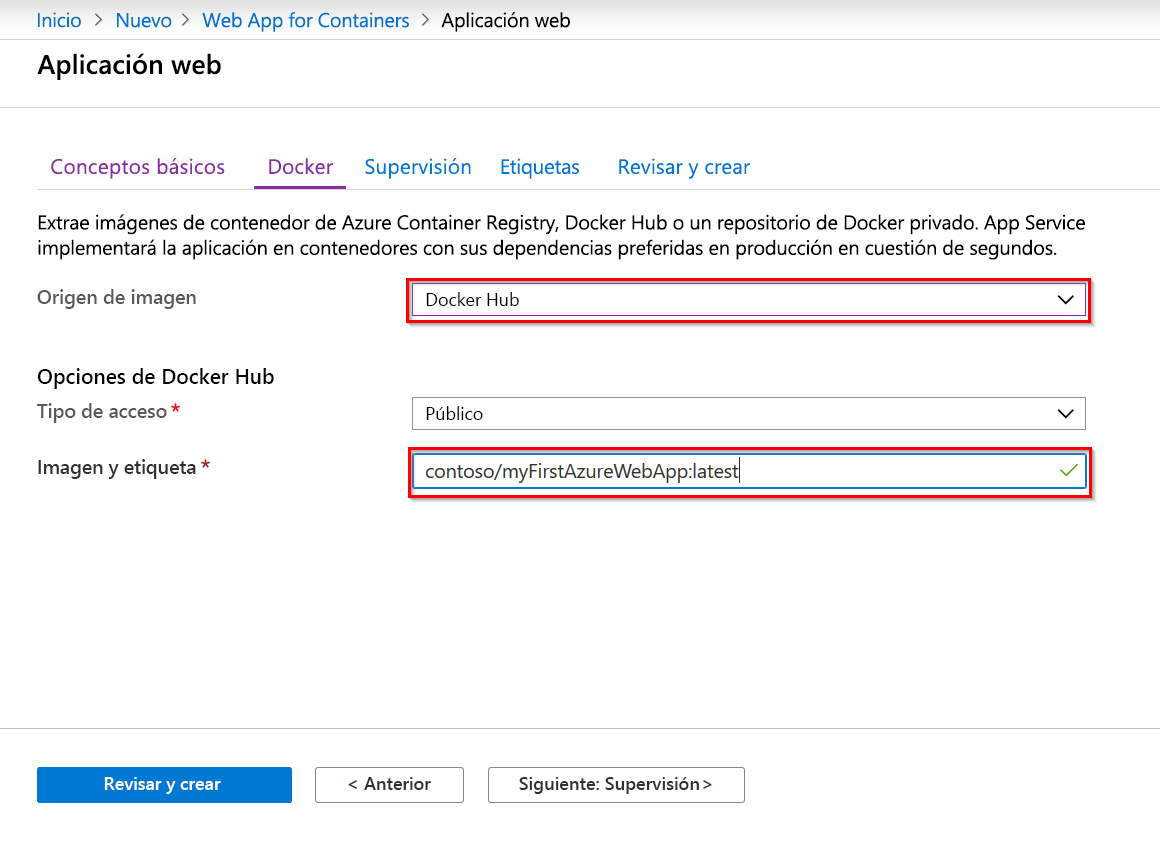 Inicio > Nuevo > Web App for Containers > Aplicación web
Aplicación web
Conceptos básicos Docker Supervisión Etiquetas Revisar y crear
Extrae imágenes de contenedor de Azure Container Registry, Docker Hub o un repositorio de Docker privado. App Service
implementará la aplicación en contenedores con sus dependencias preferidas en producción en cuestión de segundos.
Origen de imagen Docker Hub
Opciones de Docker Hub
Tipo de acceso * Público
Imagen y etiqueta * contoso/myFirstAzureWebApp:latest
Revisar y crear < Anterior Siguiente: Supervisión >